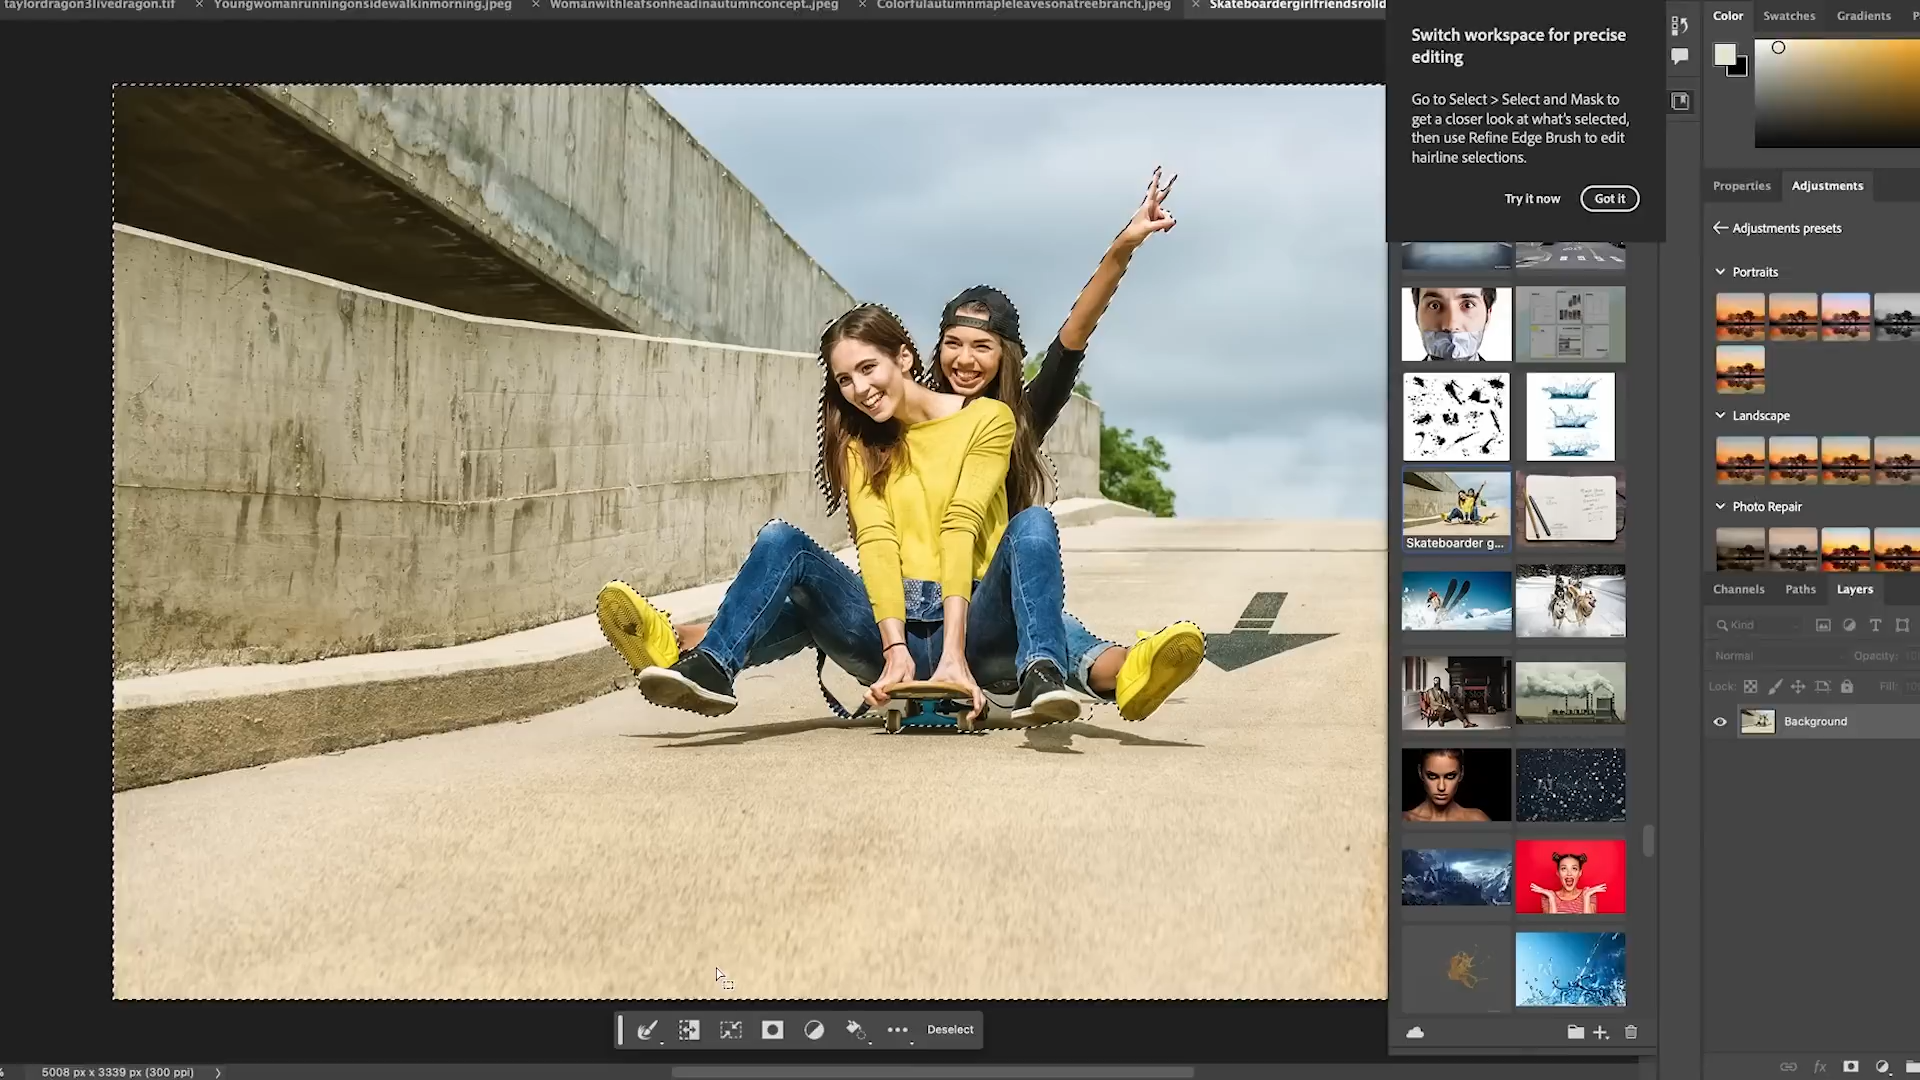 taylordragon3livedragon.tif × Youngwomanrunningonsidewalkinmorning.jpeg × Womanwithleafsonheadinautumnconcept..jpeg × Colorfulautumnmapleleavesonatreebranch.jpeg × Skateboardergirlfriendsrolld
Switch workspace for precise
editing
Go to Select > Select and Mask to
get a closer look at what's selected,
then use Refine Edge Brush to edit
hairline selections.
Try it now Got it
Color Swatches Gradients P
Properties Adjustments
Adjustments presets
Portraits
Landscape
Photo Repair
Skateboarder g...
Channels Paths Layers
Kind
Normal Opacity:
Lock: Fill:
Background
Deselect
% 5008 px x 3339 px (300 ppi)